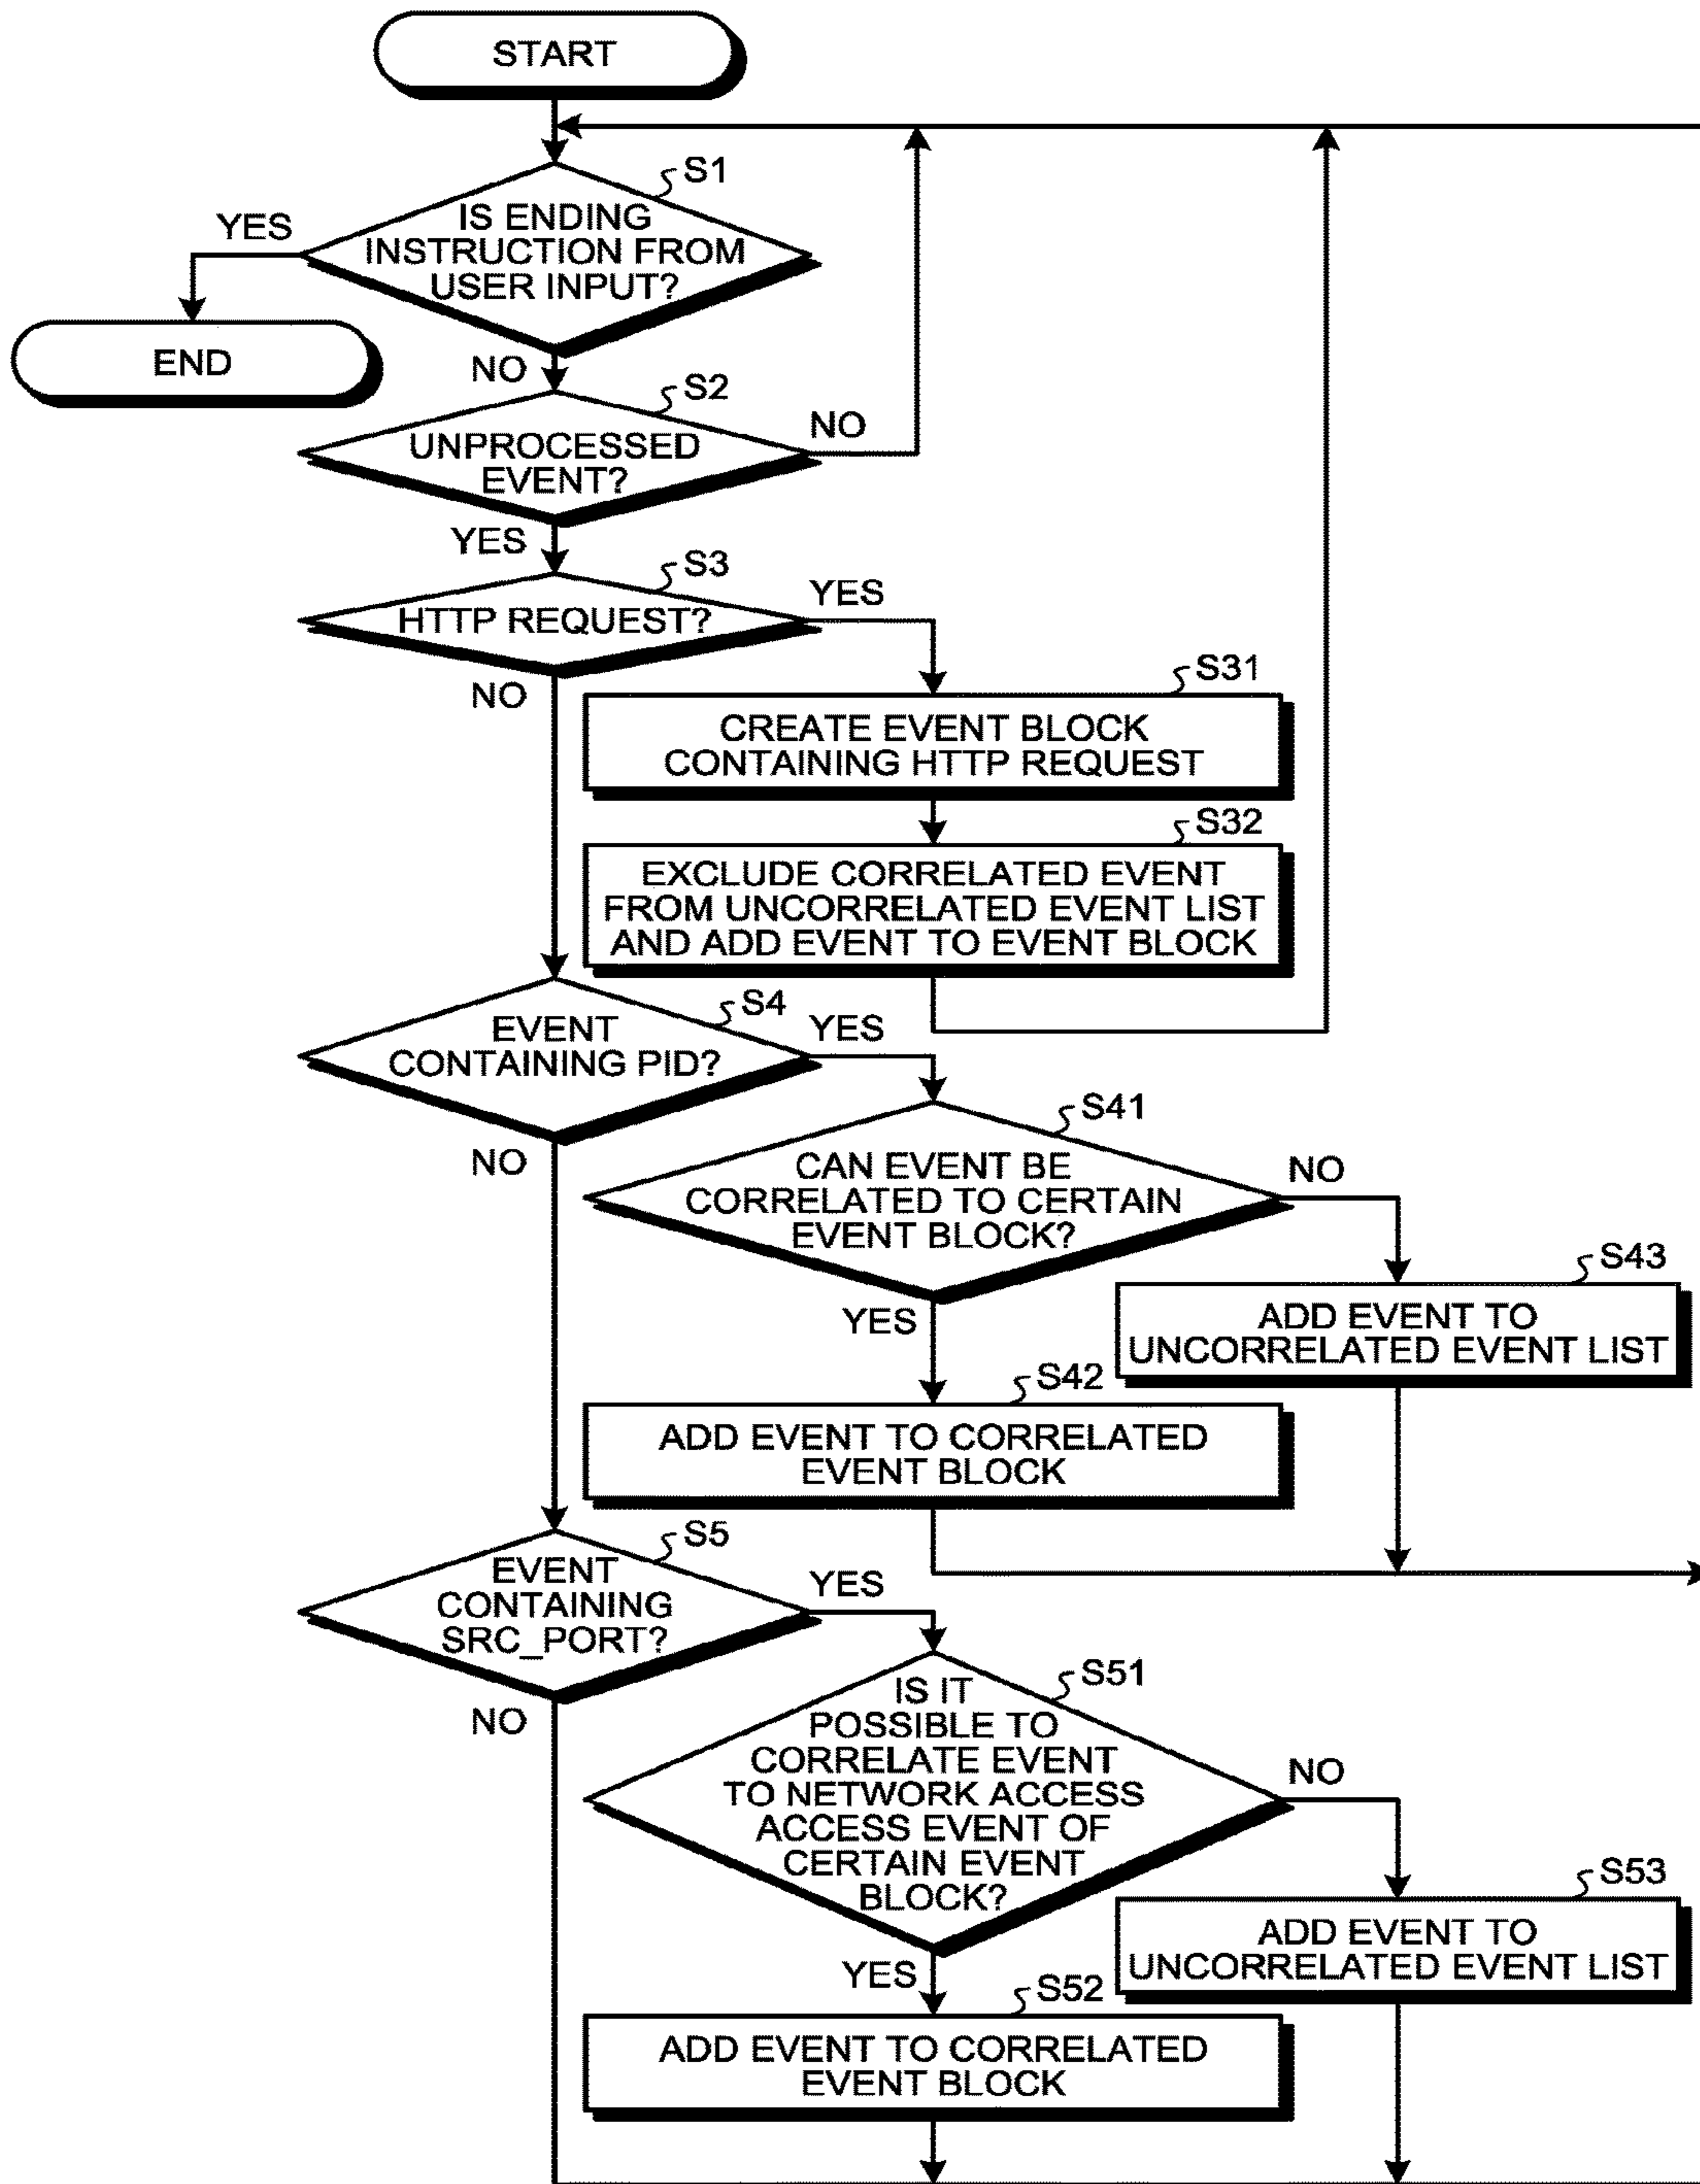 START
S1
IS ENDING
INSTRUCTION FROM
USER INPUT?
YES
END
NO
S2
UNPROCESSED
EVENT?
NO
YES
S3
HTTP REQUEST?
YES
NO
S31
CREATE EVENT BLOCK
CONTAINING HTTP REQUEST
S32
EXCLUDE CORRELATED EVENT
FROM UNCORRELATED EVENT LIST
AND ADD EVENT TO EVENT BLOCK
S4
EVENT
CONTAINING PID?
YES
NO
S41
CAN EVENT BE
CORRELATED TO CERTAIN
EVENT BLOCK?
NO
YES
S43
ADD EVENT TO
UNCORRELATED EVENT LIST
S42
ADD EVENT TO CORRELATED
EVENT BLOCK
S5
EVENT
CONTAINING
SRC_PORT?
YES
NO
S51
IS IT
POSSIBLE TO
CORRELATE EVENT
TO NETWORK ACCESS
ACCESS EVENT OF
CERTAIN EVENT
BLOCK?
NO
YES
S53
ADD EVENT TO
UNCORRELATED EVENT LIST
S52
ADD EVENT TO CORRELATED
EVENT BLOCK